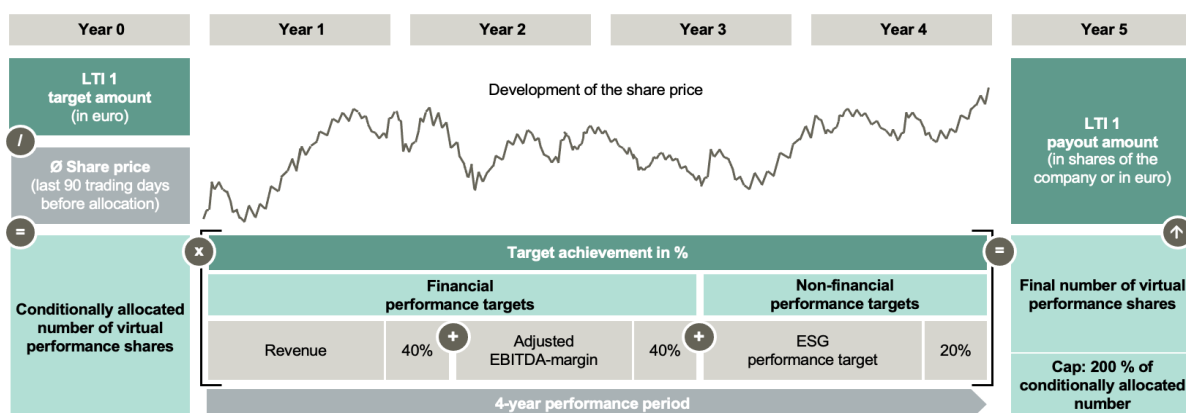 Year 0
Year 1
Year 2
Year 3
Year 4
Year 5
LTI 1
target amount
(in euro)
/
Ø Share price
(last 90 trading days
before allocation)
=
Conditionally allocated
number of virtual
performance shares
Development of the share price
x
Target achievement in %
=
Financial
performance targets
Non-financial
performance targets
Revenue
40%
+
Adjusted
EBITDA-margin
40%
+
ESG
performance target
20%
4-year performance period
LTI 1
payout amount
(in shares of the
company or in euro)
↑
Final number of virtual
performance shares
Cap: 200 % of
conditionally allocated
number